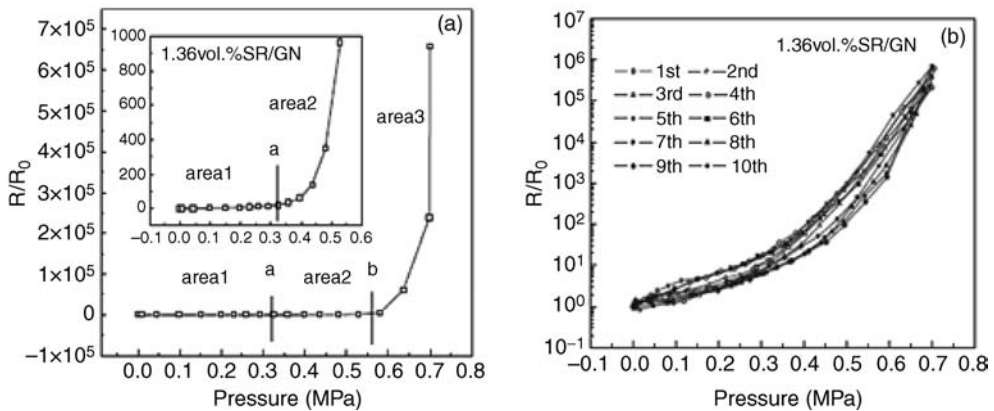 (a)
7×10⁵
6×10⁵
5×10⁵
4×10⁵
3×10⁵
2×10⁵
1×10⁵
0
−1×10⁵
R/R₀
0.0 0.1 0.2 0.3 0.4 0.5 0.6 0.7 0.8
Pressure (MPa)
1000
800
600
400
200
0
−0.1 0.0 0.1 0.2 0.3 0.4 0.5 0.6
1.36vol.%SR/GN
area1
a
area2
area3
area1
a
area2
b
(b)
10⁷
10⁶
10⁵
10⁴
10³
10²
10¹
10⁰
10⁻¹
R/R₀
−0.1 0.0 0.1 0.2 0.3 0.4 0.5 0.6 0.7 0.8
Pressure (MPa)
1.36vol.%SR/GN
1st 2nd
3rd 4th
5th 6th
7th 8th
9th 10th